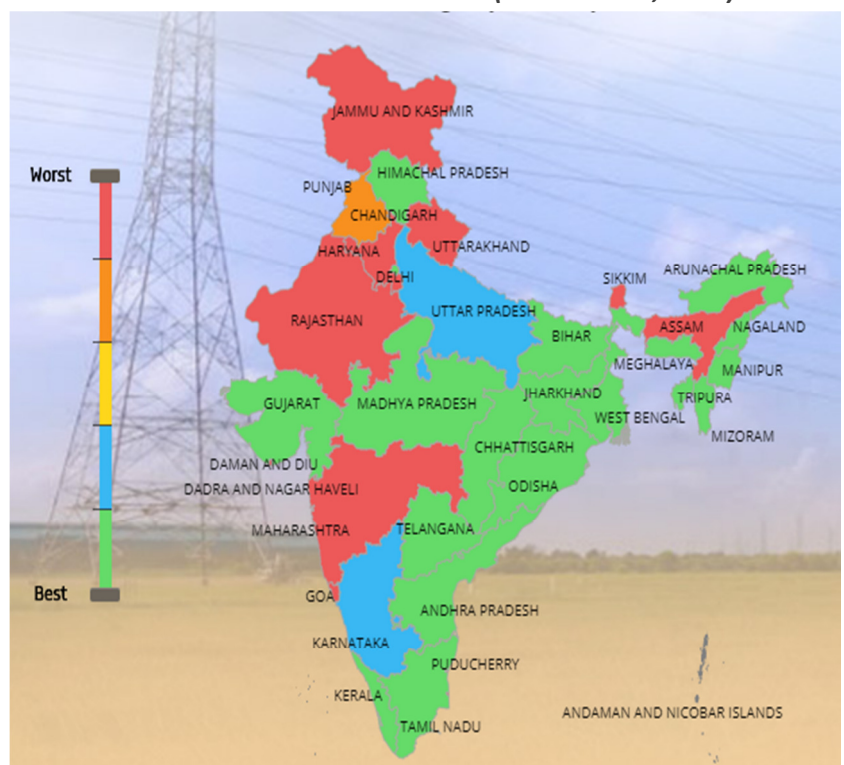 JAMMU AND KASHMIR
Worst
HIMACHAL PRADESH
PUNJAB
CHANDIGARH
HARYANA
UTTARAKHAND
DELHI
SIKKIM
ARUNACHAL PRADESH
RAJASTHAN
UTTAR PRADESH
BIHAR
ASSAM
NAGALAND
MEGHALAYA
MANIPUR
GUJARAT
MADHYA PRADESH
JHARKHAND
TRIPURA
WEST BENGAL
MIZORAM
CHHATTISGARH
DAMAN AND DIU
DADRA AND NAGAR HAVELI
ODISHA
MAHARASHTRA
TELANGANA
Best
GOA
ANDHRA PRADESH
KARNATAKA
PUDUCHERRY
KERALA
ANDAMAN AND NICOBAR ISLANDS
TAMIL NADU